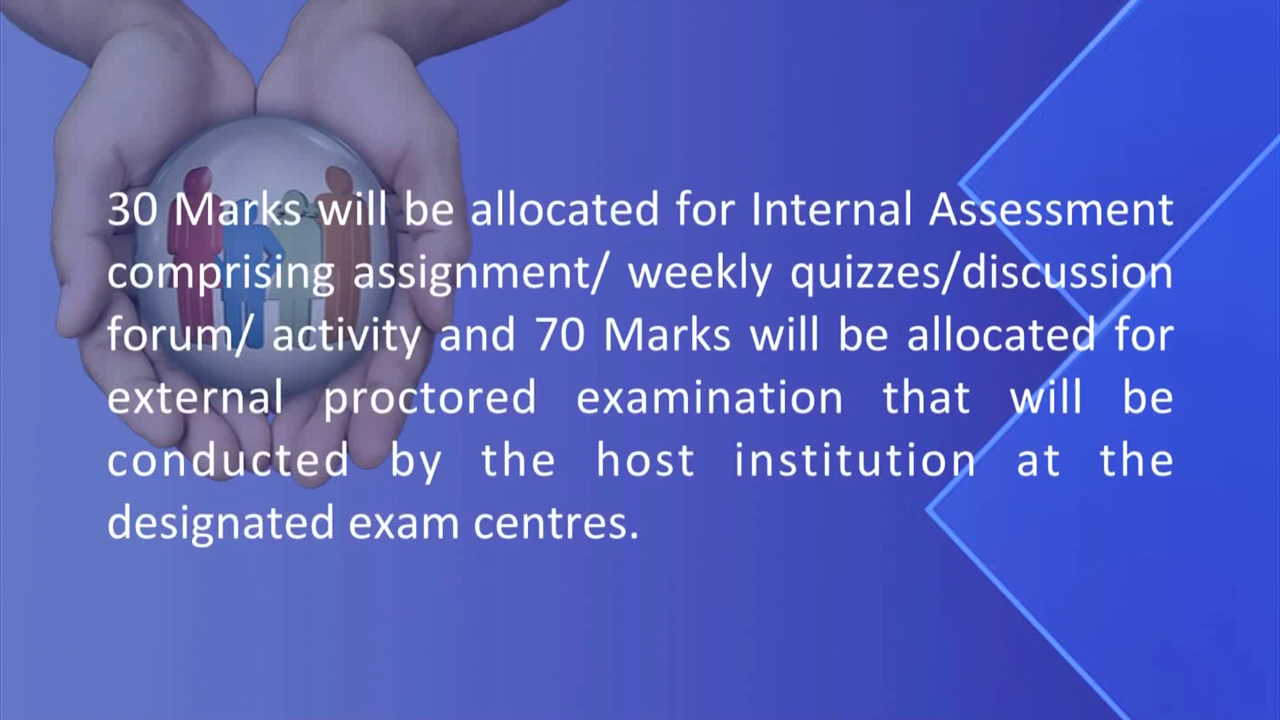 30 Marks will be allocated for Internal Assessment
comprising assignment/ weekly quizzes/discussion
forum/ activity and 70 Marks will be allocated for
external proctored examination that will be
conducted by the host institution at the
designated exam centres.